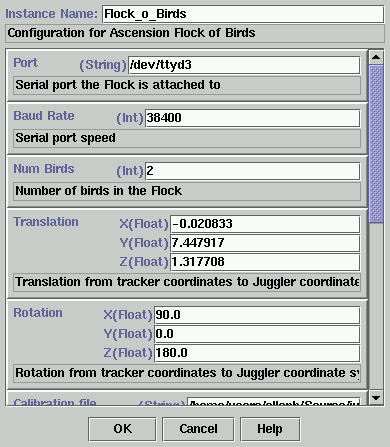 Instance Name: Flock_o_Birds
Configuration for Ascension Flock of Birds
Port (String) /dev/ttyd3
Serial port the Flock is attached to
Baud Rate (Int) 38400
Serial port speed
Num Birds (Int) 2
Number of birds in the Flock
Translation X(Float) -0.020833
Y(Float) 7.447917
Z(Float) 1.317708
Translation from tracker coordinates to Juggler coordinate
Rotation X(Float) 90.0
Y(Float) 0.0
Z(Float) 180.0
Rotation from tracker coordinates to Juggler coordinate sy
Calibration file (String)
OK Cancel Help